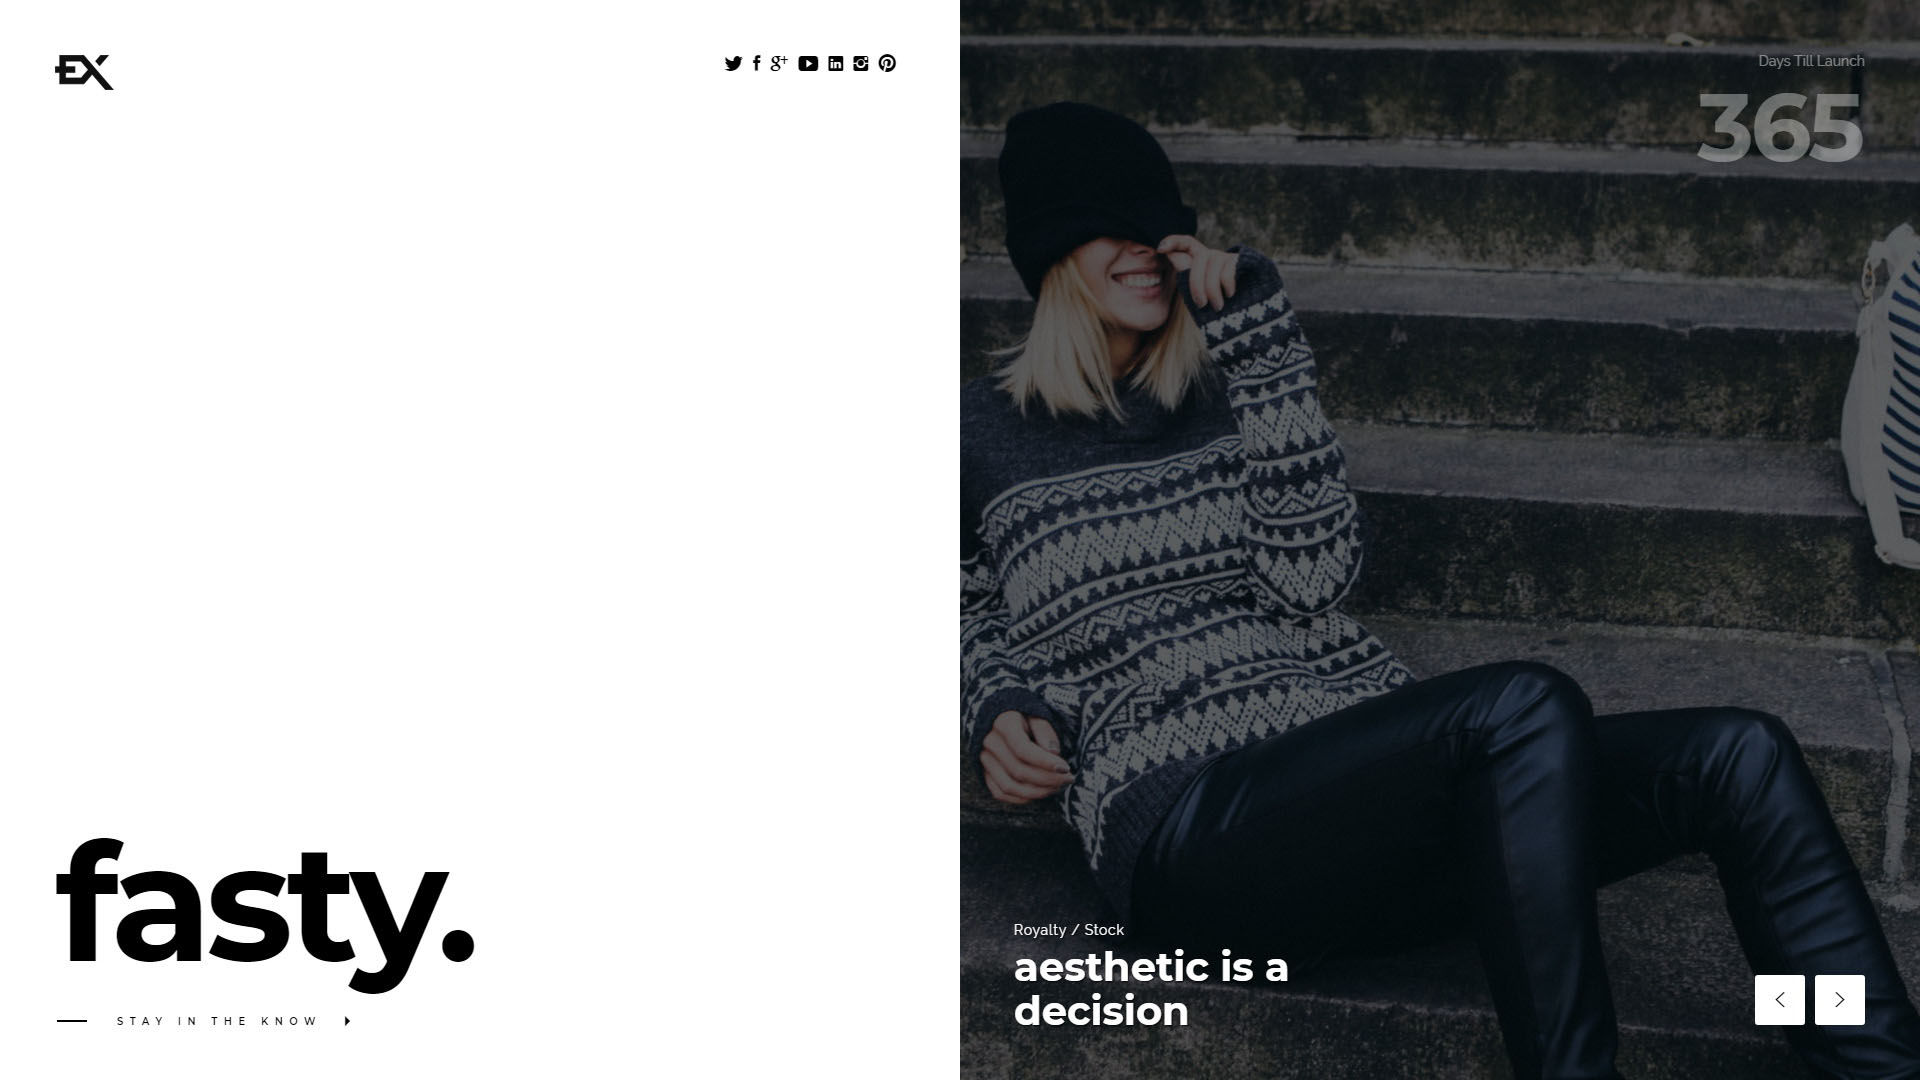 EX
Days Till Launch
365
fasty.
STAY IN THE KNOW
Royalty / Stock
aesthetic is a
decision